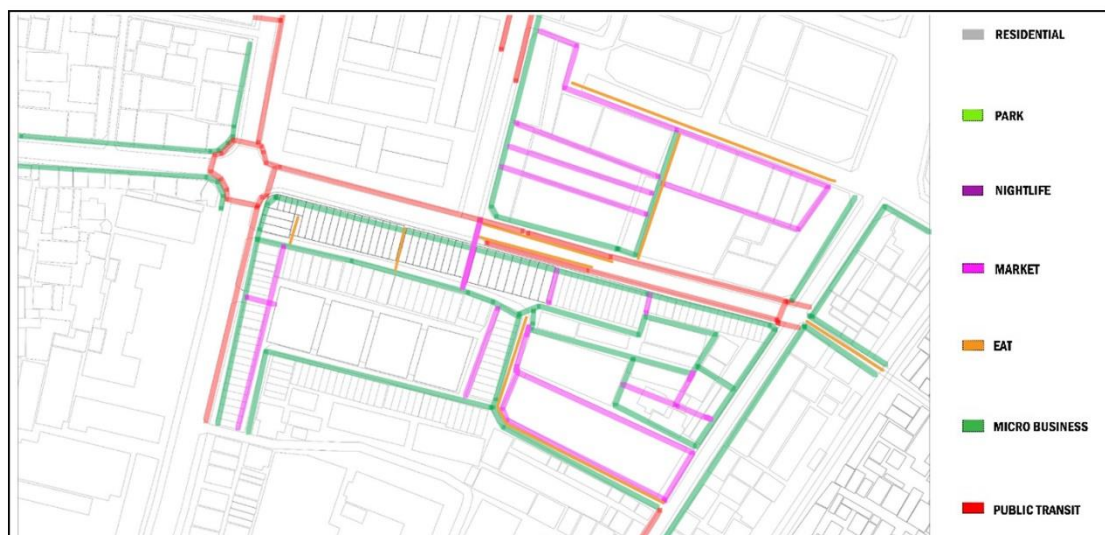 RESIDENTIAL
PARK
NIGHTLIFE
MARKET
EAT
MICRO BUSINESS
PUBLIC TRANSIT